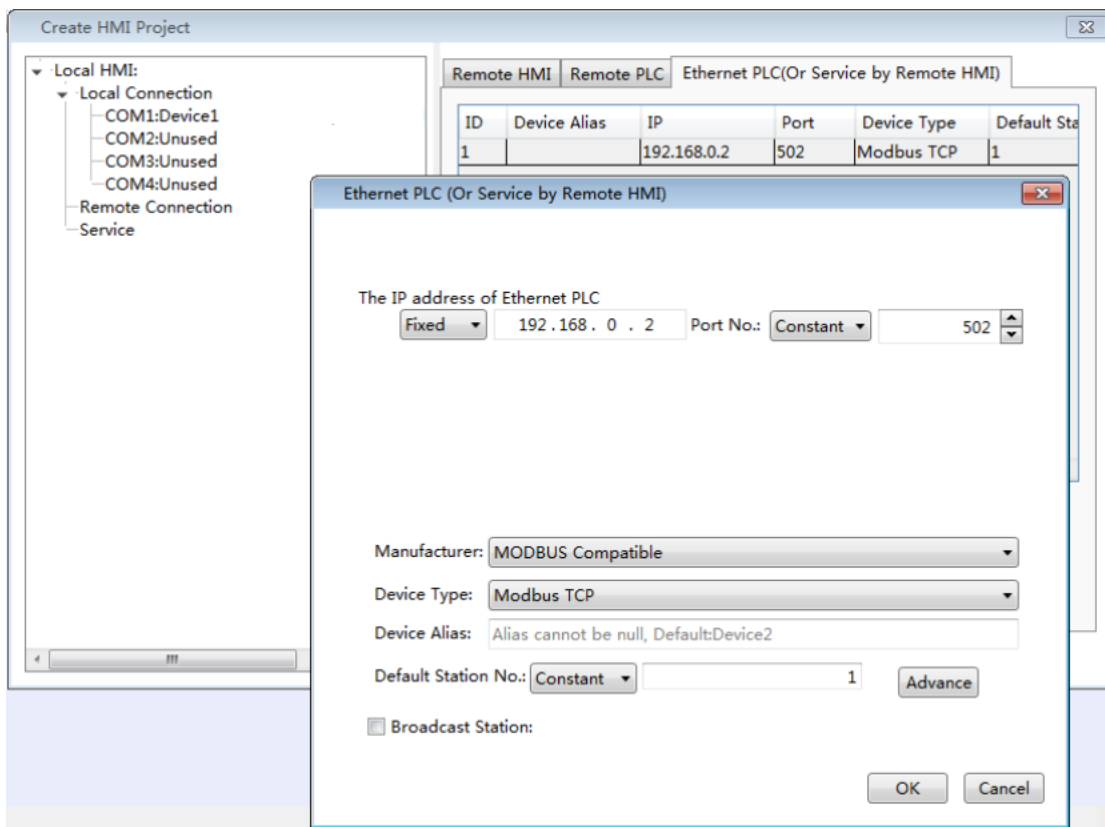 Create HMI Project
Local HMI:
Local Connection
COM1:Device1
COM2:Unused
COM3:Unused
COM4:Unused
Remote Connection
Service
Remote HMI Remote PLC Ethernet PLC(Or Service by Remote HMI)
ID Device Alias IP Port Device Type Default Sta
1 192.168.0.2 502 Modbus TCP 1
Ethernet PLC (Or Service by Remote HMI)
The IP address of Ethernet PLC
Fixed 192.168. 0 . 2 Port No.: Constant 502
Manufacturer: MODBUS Compatible
Device Type: Modbus TCP
Device Alias: Alias cannot be null, Default:Device2
Default Station No.: Constant 1 Advance
Broadcast Station:
OK Cancel